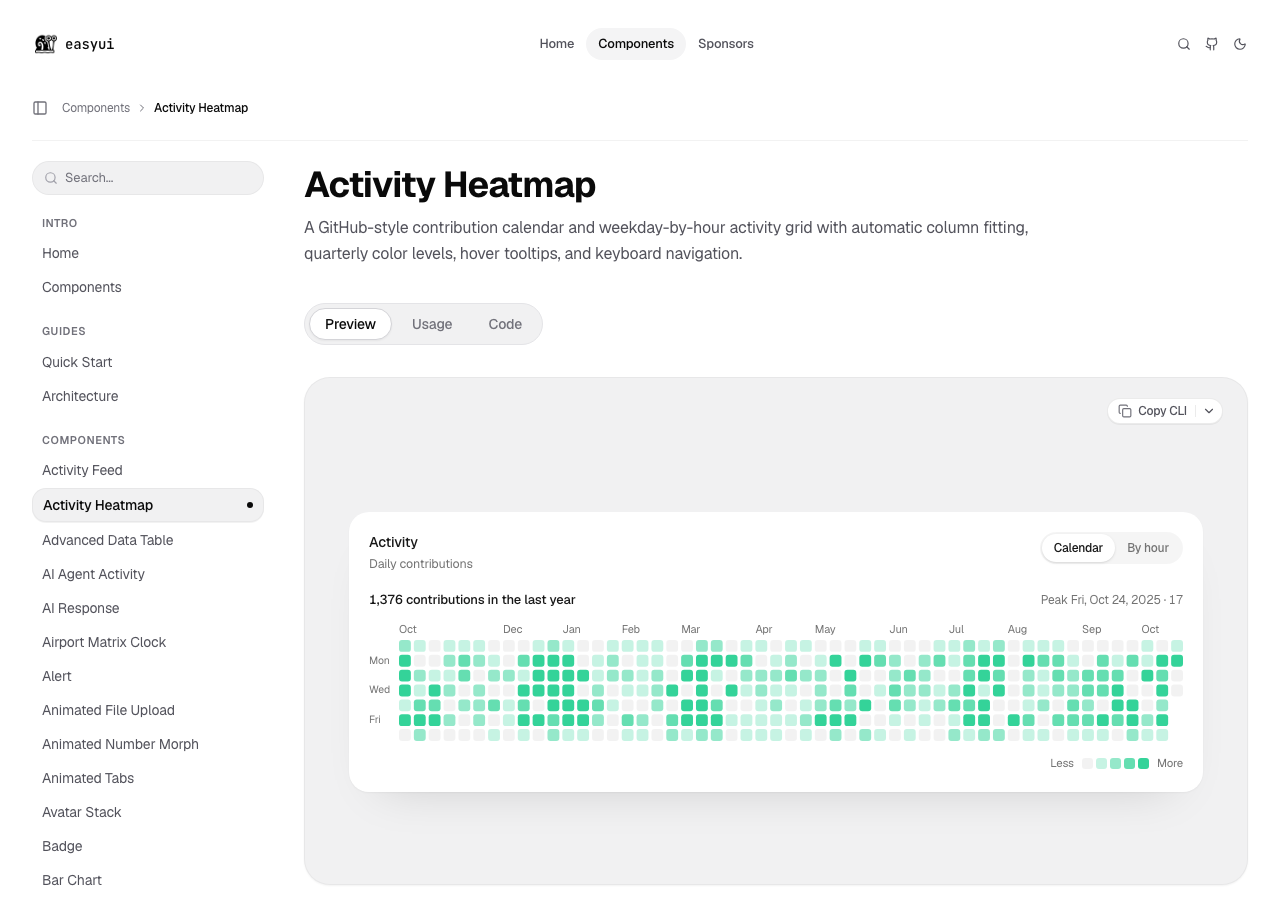 easyui
Home
Components
Sponsors
Components
Activity Heatmap
Search...
INTRO
Home
Components
GUIDES
Quick Start
Architecture
COMPONENTS
Activity Feed
Activity Heatmap
Advanced Data Table
AI Agent Activity
AI Response
Airport Matrix Clock
Alert
Animated File Upload
Animated Number Morph
Animated Tabs
Avatar Stack
Badge
Bar Chart
Activity Heatmap
A GitHub-style contribution calendar and weekday-by-hour activity grid with automatic column fitting,
quarterly color levels, hover tooltips, and keyboard navigation.
Preview
Usage
Code
Copy CLI
Activity
Daily contributions
Calendar
By hour
1,376 contributions in the last year
Peak Fri, Oct 24, 2025 · 17
Oct Dec Jan Feb Mar Apr May Jun Jul Aug Sep Oct
Mon
Wed
Fri
Less
More